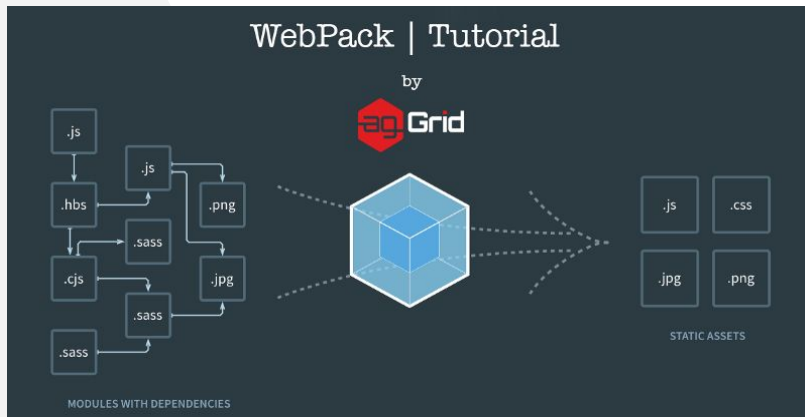 WebPack | Tutorial
by
ag Grid
.js
.js
.hbs
.png
.sass
.cjs
.jpg
.sass
.sass
MODULES WITH DEPENDENCIES
.js .css
.jpg .png
STATIC ASSETS